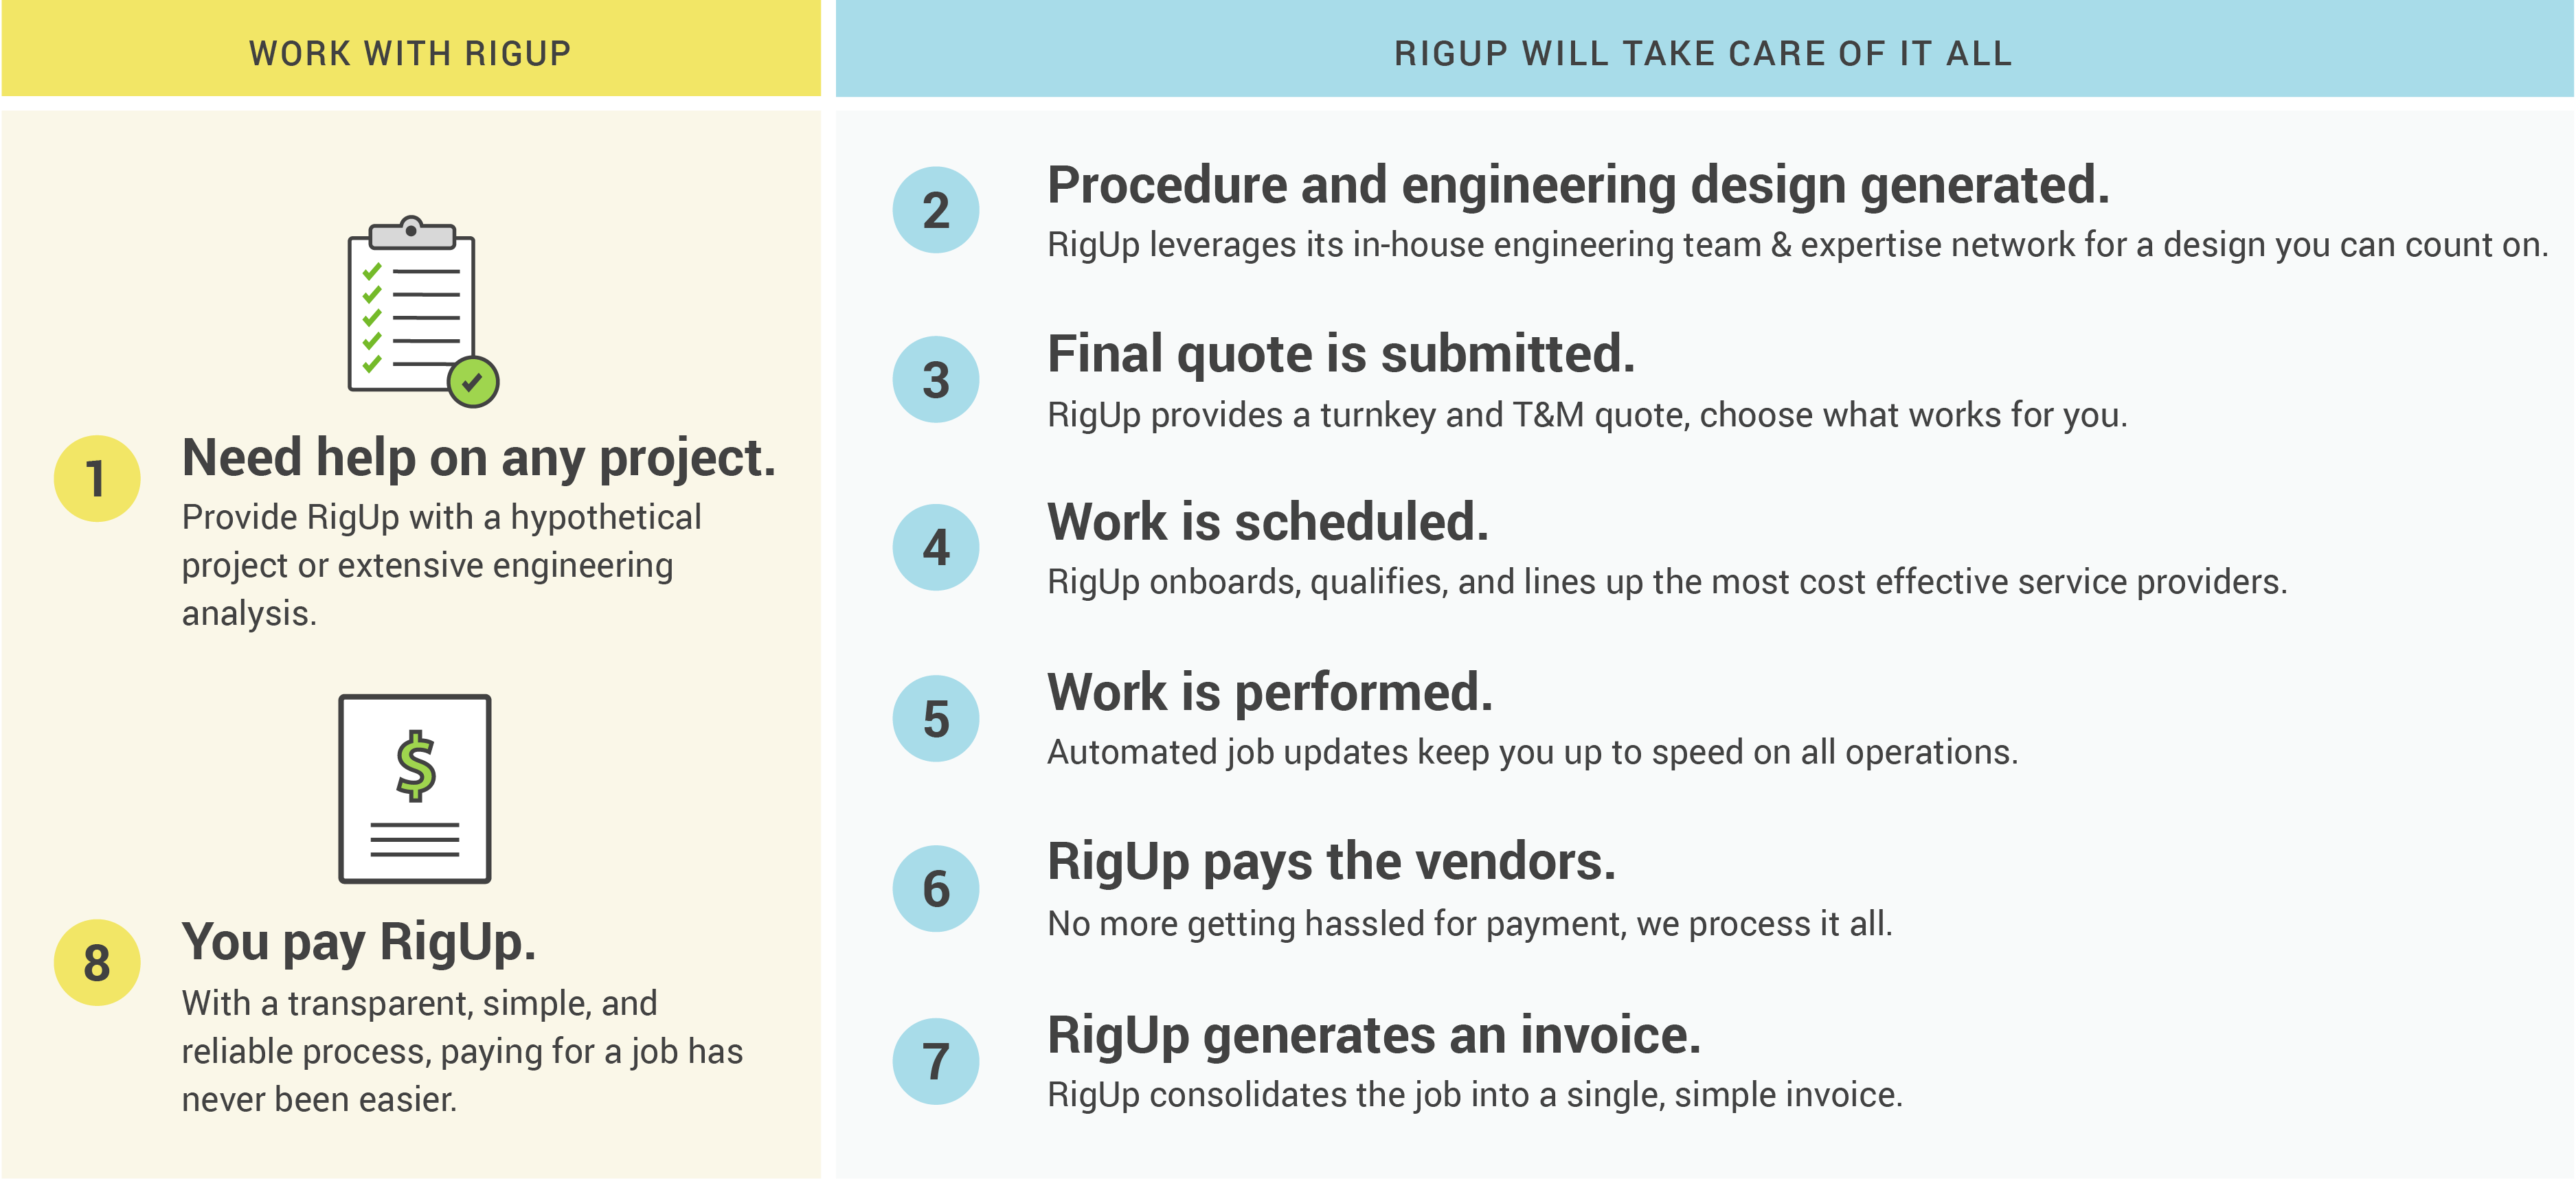 WORK WITH RIGUP
1
Need help on any project.
Provide RigUp with a hypothetical
project or extensive engineering
analysis.
$
8
You pay RigUp.
With a transparent, simple, and
reliable process, paying for a job has
never been easier.
RIGUP WILL TAKE CARE OF IT ALL
2
Procedure and engineering design generated.
RigUp leverages its in-house engineering team & expertise network for a design you can count on.
3
Final quote is submitted.
RigUp provides a turnkey and T&M quote, choose what works for you.
4
Work is scheduled.
RigUp onboards, qualifies, and lines up the most cost effective service providers.
5
Work is performed.
Automated job updates keep you up to speed on all operations.
6
RigUp pays the vendors.
No more getting hassled for payment, we process it all.
7
RigUp generates an invoice.
RigUp consolidates the job into a single, simple invoice.